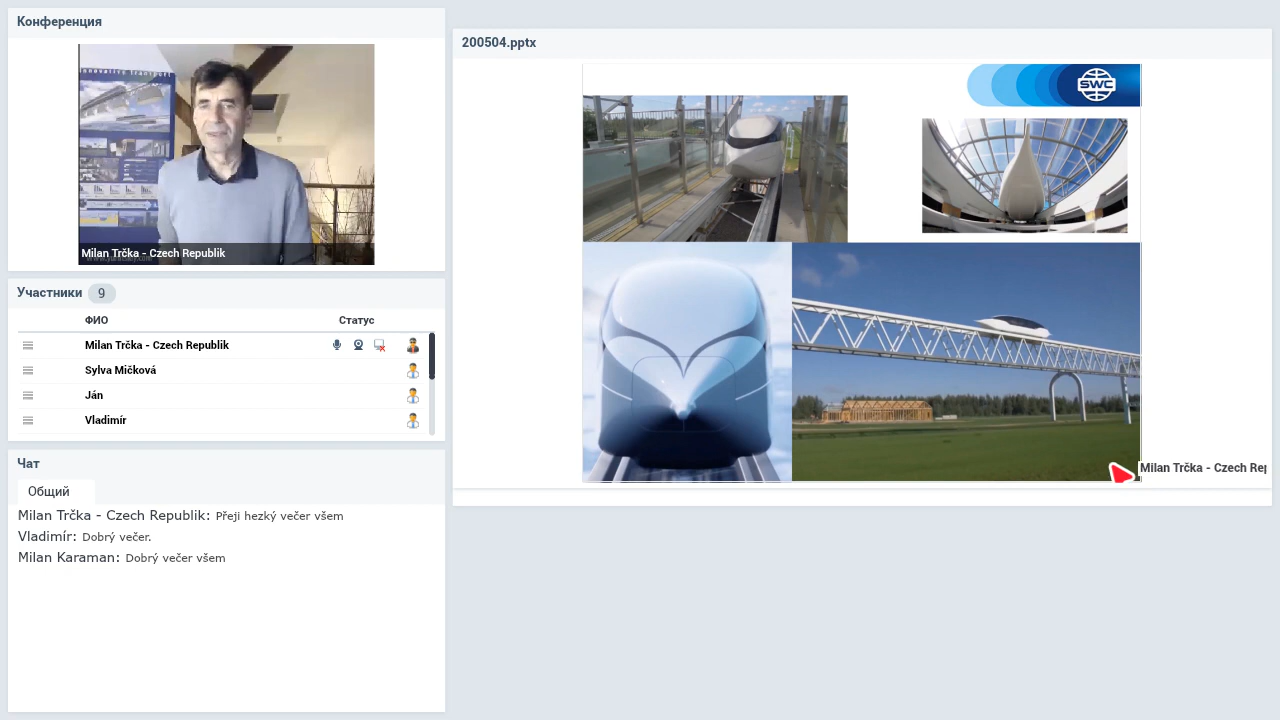 Конференция
Innovative Transport
Milan Trčka - Czech Republik
Участники 9
ФИО Статус
Milan Trčka - Czech Republik
Sylva Mičková
Ján
Vladimír
Чат
Общий
Milan Trčka - Czech Republik: Přeji hezký večer všem
Vladimír: Dobrý večer.
Milan Karaman: Dobrý večer všem
200504.pptx
SWC
Milan Trčka - Czech Rep